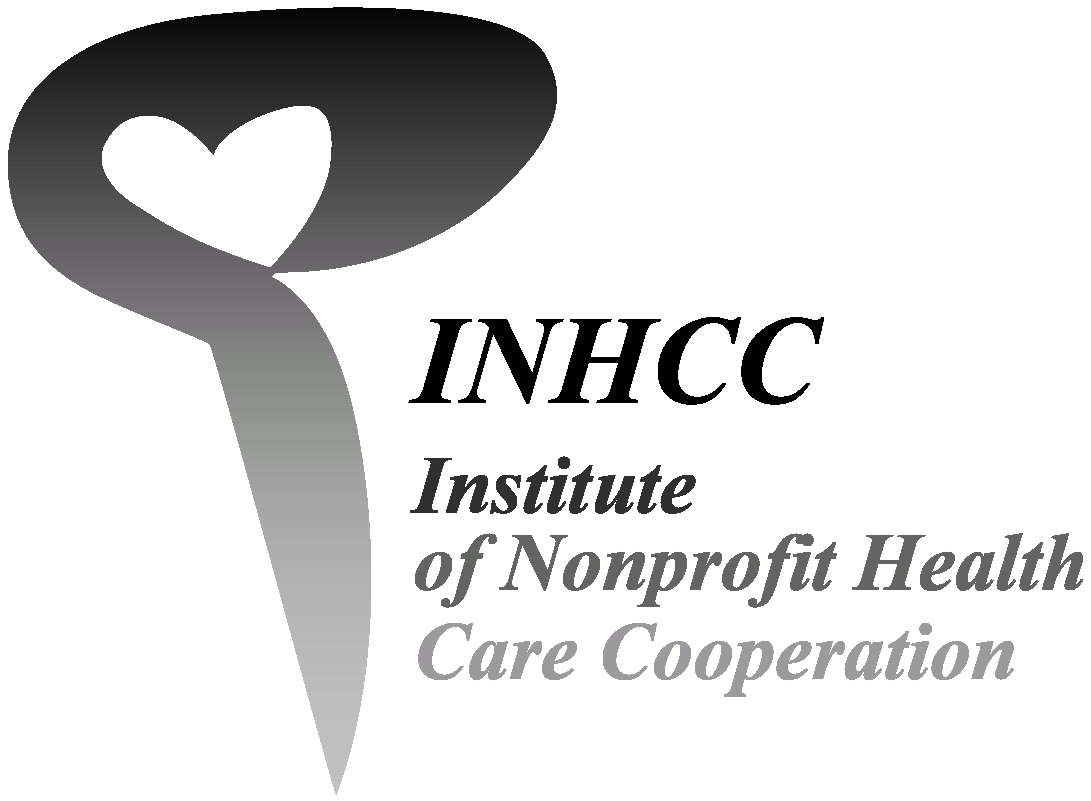 INHCC
Institute
of Nonprofit Health
Care Cooperation